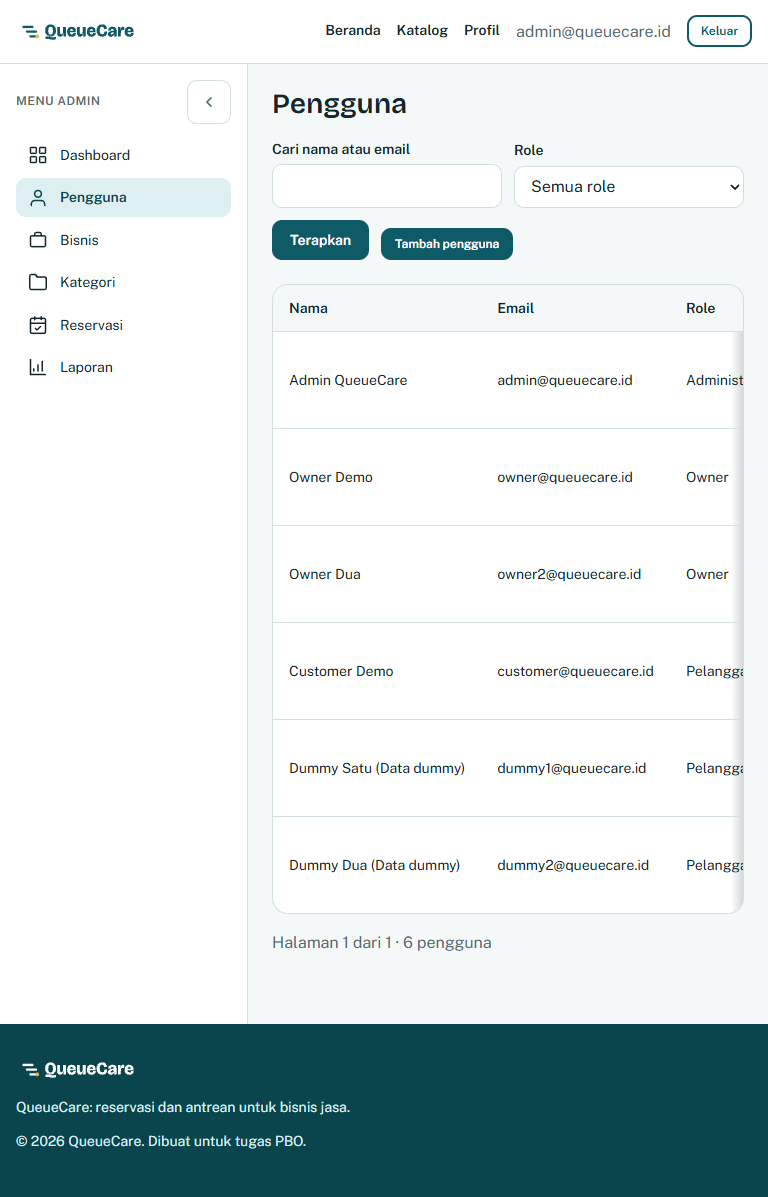 QueueCare
Beranda Katalog Profil admin@queuecare.id Keluar
MENU ADMIN
Dashboard
Pengguna
Bisnis
Kategori
Reservasi
Laporan
Pengguna
Cari nama atau email
Role
Semua role
Terapkan
Tambah pengguna
Nama Email Role
Admin QueueCare admin@queuecare.id Administ
Owner Demo owner@queuecare.id Owner
Owner Dua owner2@queuecare.id Owner
Customer Demo customer@queuecare.id Pelangga
Dummy Satu (Data dummy) dummy1@queuecare.id Pelangga
Dummy Dua (Data dummy) dummy2@queuecare.id Pelangga
Halaman 1 dari 1 · 6 pengguna
QueueCare
QueueCare: reservasi dan antrean untuk bisnis jasa.
© 2026 QueueCare. Dibuat untuk tugas PBO.